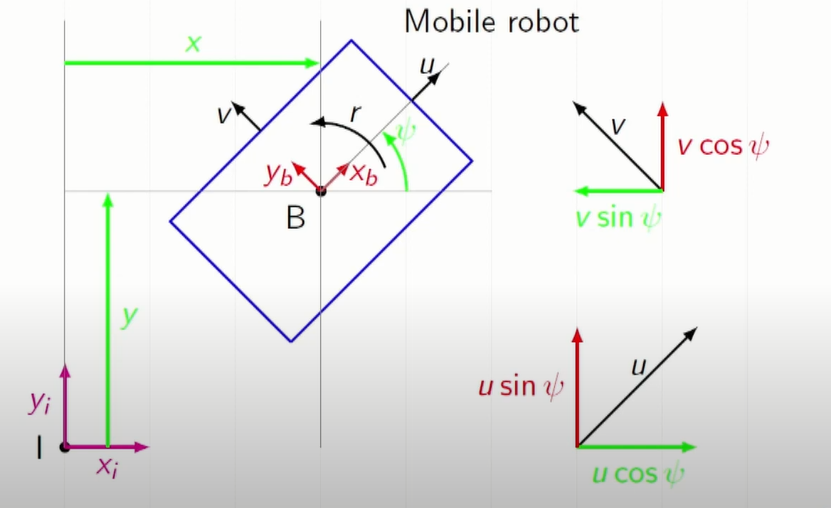 Mobile robot
x
u
v
r
ψ
v
v cos ψ
y_b
x_b
B
v sin ψ
y
u sin ψ
u
y_i
I
x_i
u cos ψ